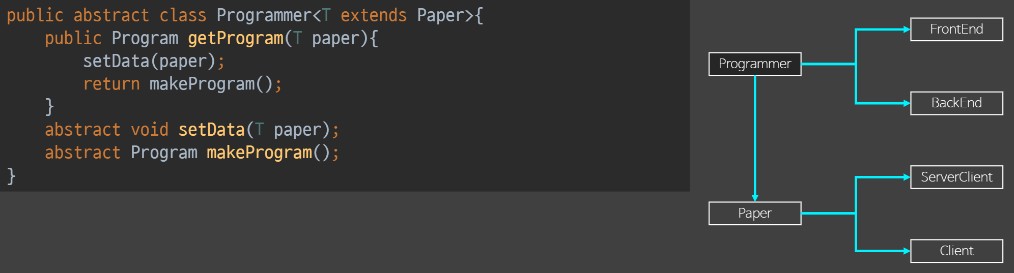 public abstract class Programmer<T extends Paper>{
    public Program getProgram(T paper){
        setData(paper);
        return makeProgram();
    }
    abstract void setData(T paper);
    abstract Program makeProgram();
}
FrontEnd
Programmer
BackEnd
ServerClient
Paper
Client